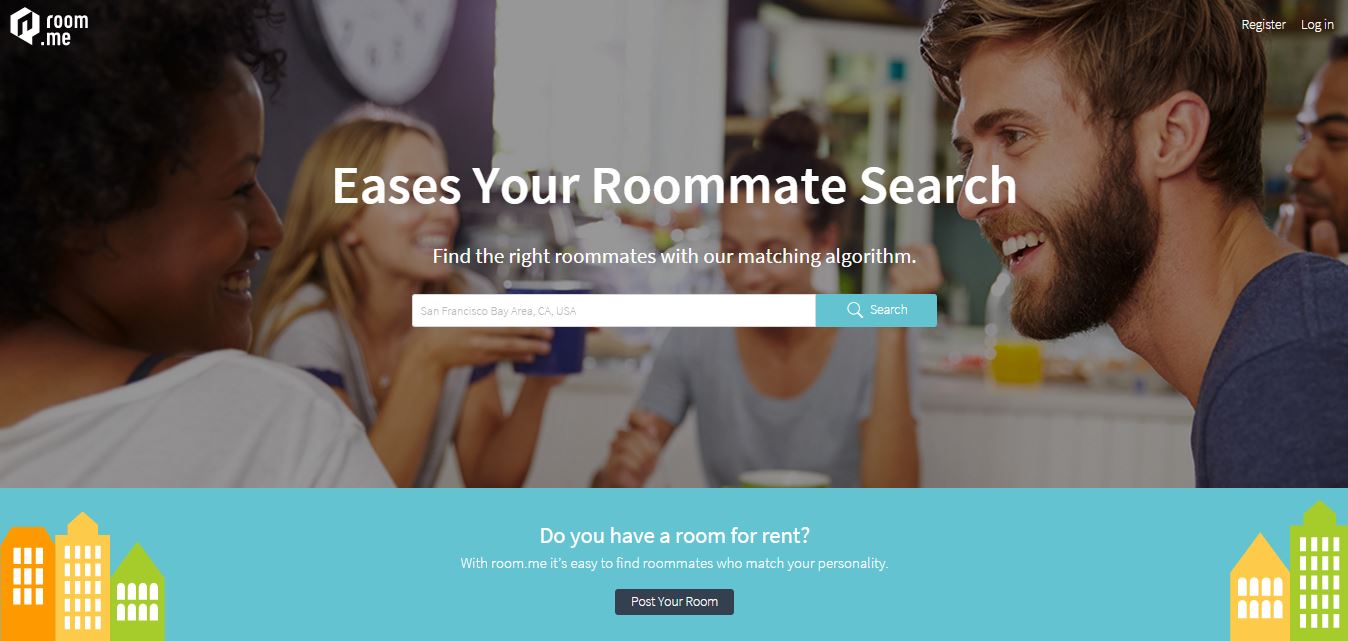 room
.me
Register Log in
Eases Your Roommate Search
Find the right roommates with our matching algorithm.
San Francisco Bay Area, CA, USA
Search
Do you have a room for rent?
With room.me it's easy to find roommates who match your personality.
Post Your Room